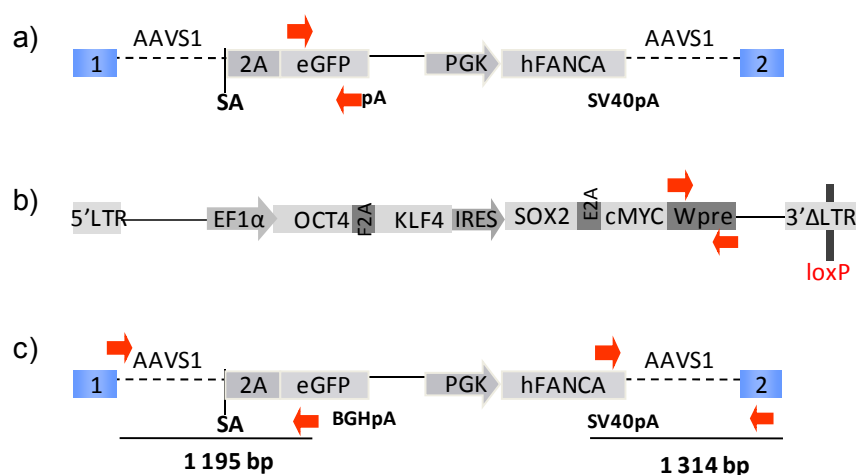 a)
AAVS1
AAVS1
1
2A
eGFP
PGK
hFANCA
2
SA
pA
SV40pA
b)
5'LTR
EF1α
OCT4
F2A
KLF4
IRES
SOX2
E2A
cMYC
Wpre
3'ΔLTR
loxP
c)
AAVS1
AAVS1
1
2A
eGFP
PGK
hFANCA
2
SA
BGHpA
SV40pA
1 195 bp
1 314 bp